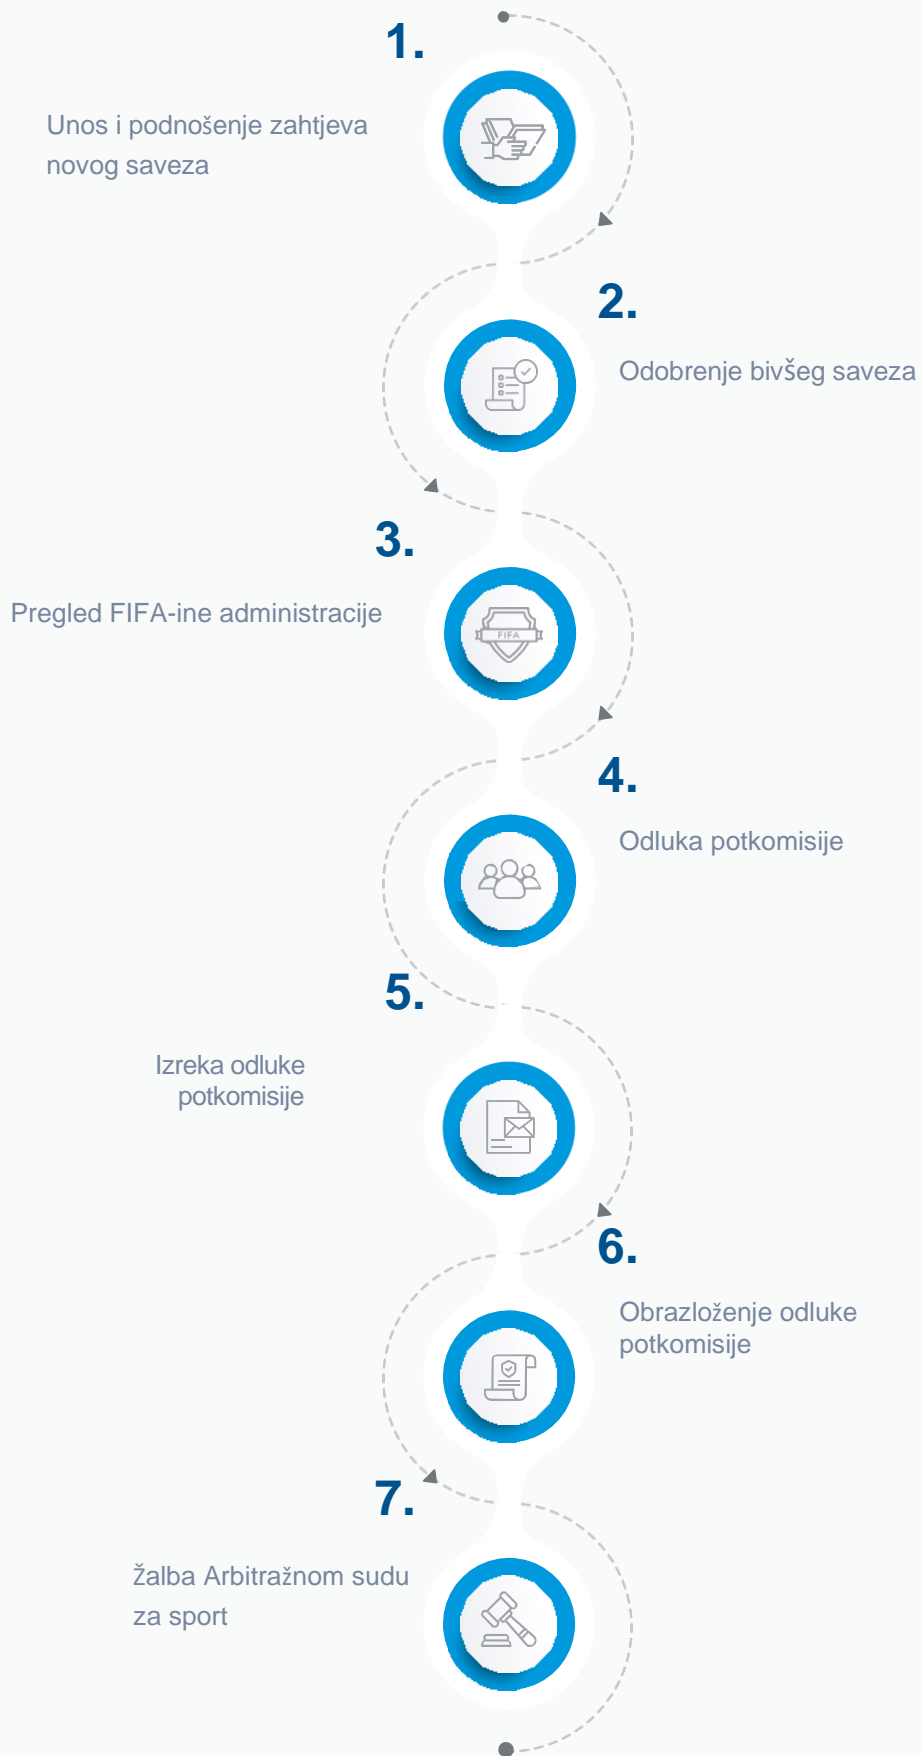 1.
Unos i podnošenje zahtjeva
novog saveza
2.
Odobrenje bivšeg saveza
3.
Pregled FIFA-ine administracije
FIFA
4.
Odluka potkomisije
5.
Izreka odluke
potkomisije
6.
Obrazloženje odluke
potkomisije
7.
Žalba Arbitražnom sudu
za sport